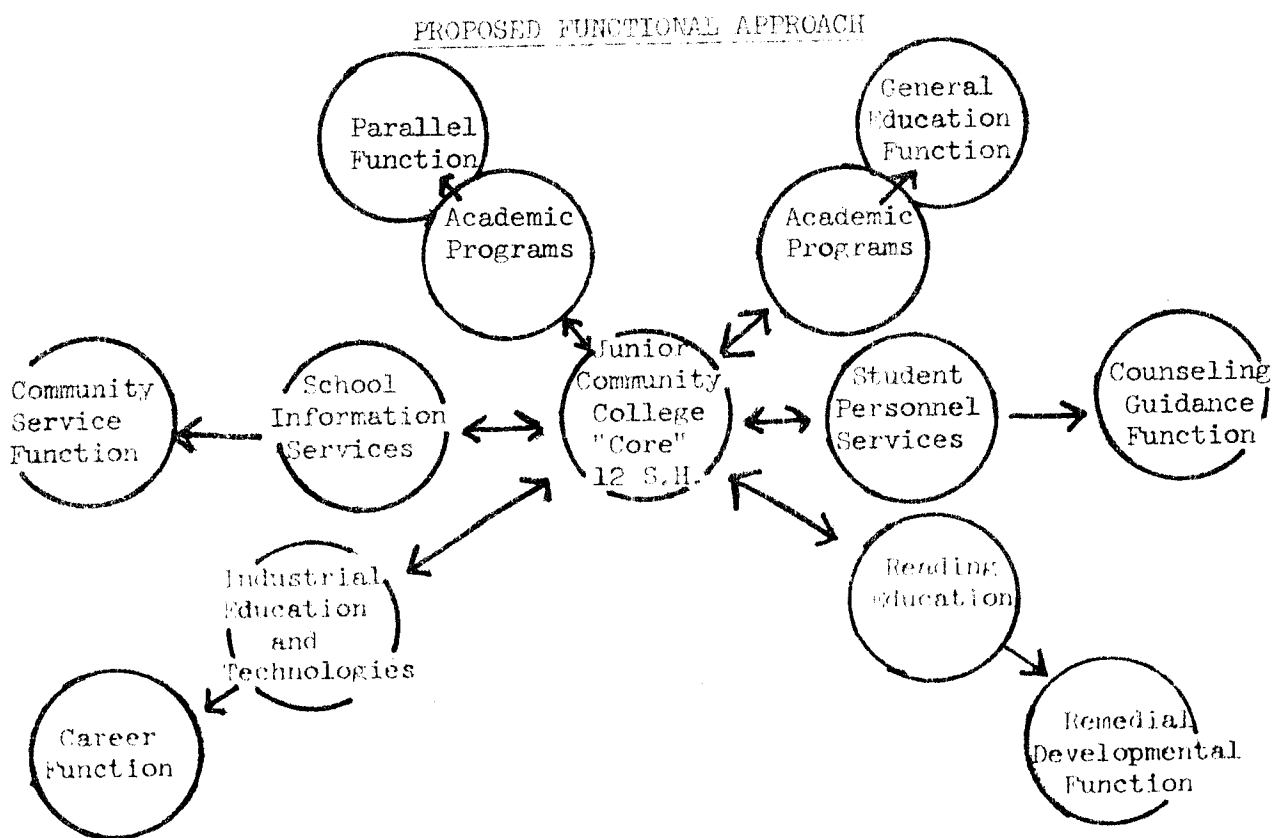 PROPOSED FUNCTIONAL APPROACH
Parallel
Function
General
Education
Function
Academic
Programs
Academic
Programs
Community
Service
Function
School
Information
Services
Junior
Community
College
"Core"
12 S.H.
Student
Personnel
Services
Counseling
Guidance
Function
Industrial
Education
and
Technologies
Reading
Education
Career
Function
Remedial
Developmental
Function